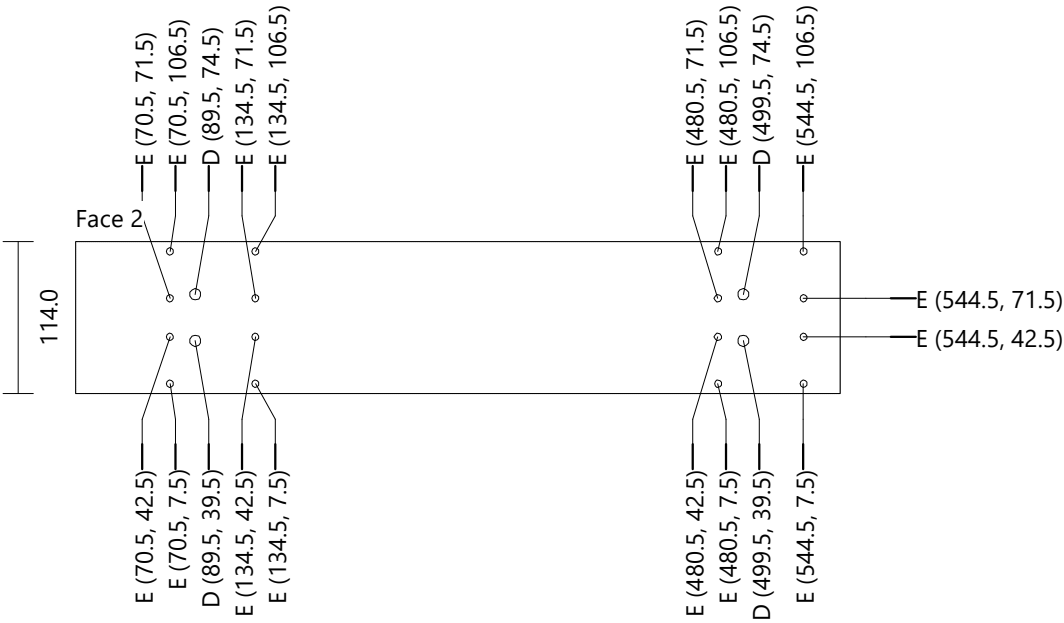 E (70.5, 71.5)
E (70.5, 106.5)
D (89.5, 74.5)
E (134.5, 71.5)
E (134.5, 106.5)
E (480.5, 71.5)
E (480.5, 106.5)
D (499.5, 74.5)
E (544.5, 106.5)
Face 2
114.0
E (544.5, 71.5)
E (544.5, 42.5)
E (70.5, 42.5)
E (70.5, 7.5)
D (89.5, 39.5)
E (134.5, 42.5)
E (134.5, 7.5)
E (480.5, 42.5)
E (480.5, 7.5)
D (499.5, 39.5)
E (544.5, 7.5)